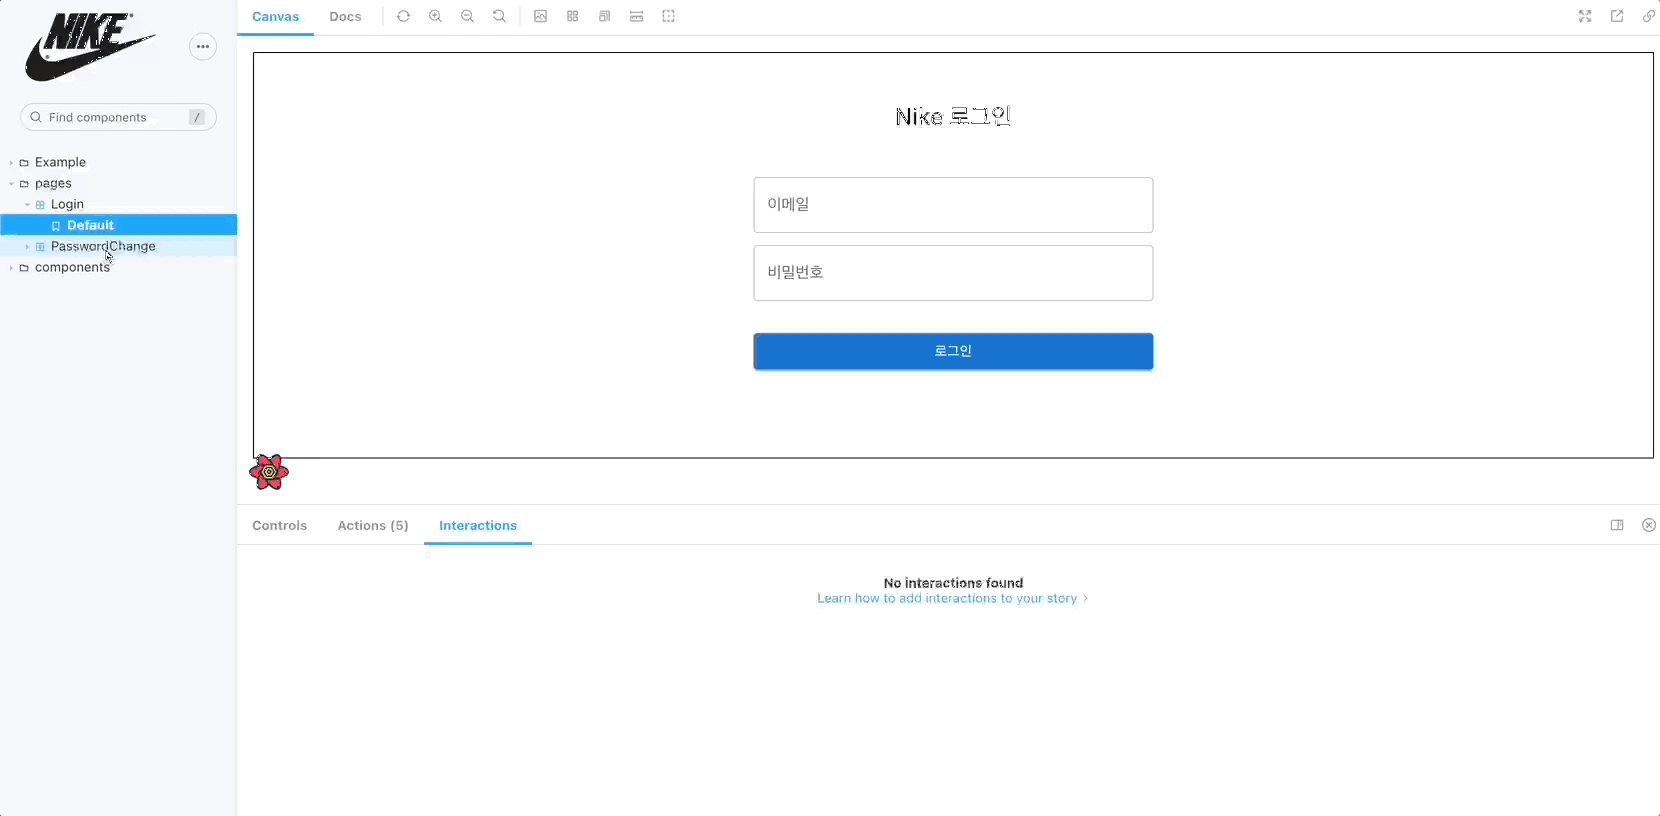 NIKE
Find components /
Example
pages
Login
Default
PasswordChange
components
Canvas Docs
Nike 로그인
이메일
비밀번호
로그인
Controls Actions (5) Interactions
No interactions found
Learn how to add interactions to your story